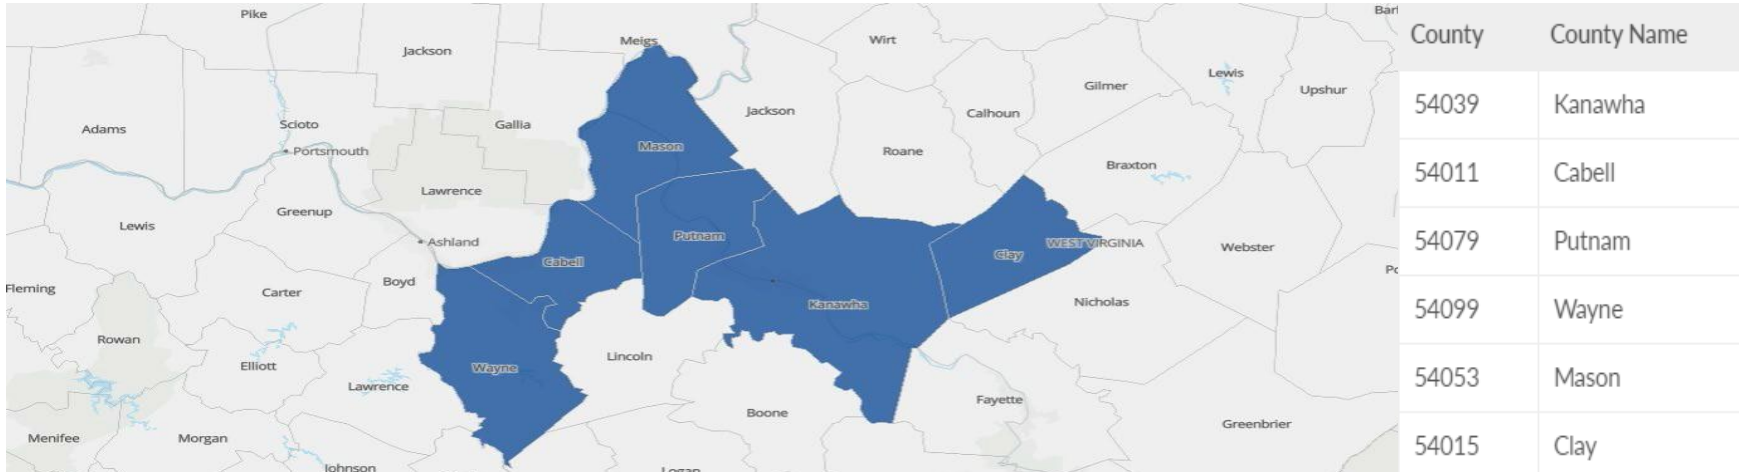 Pike
Meigs
Wirt
Jackson
Gilmer
Lewis
Upshur
Jackson
Calhoun
Adams
Scioto
Gallia
Portsmouth
Mason
Roane
Braxton
Lawrence
Lewis
Greenup
Ashland
Putnam
WEST VIRGINIA
Webster
Clay
Cabell
Boyd
Fleming
Carter
Kanawha
Nicholas
Rowan
Lincoln
Elliott
Wayne
Lawrence
Fayette
Boone
Greenbrier
Menifee
Morgan
Johnson
Logan
County County Name
54039 Kanawha
54011 Cabell
54079 Putnam
54099 Wayne
54053 Mason
54015 Clay